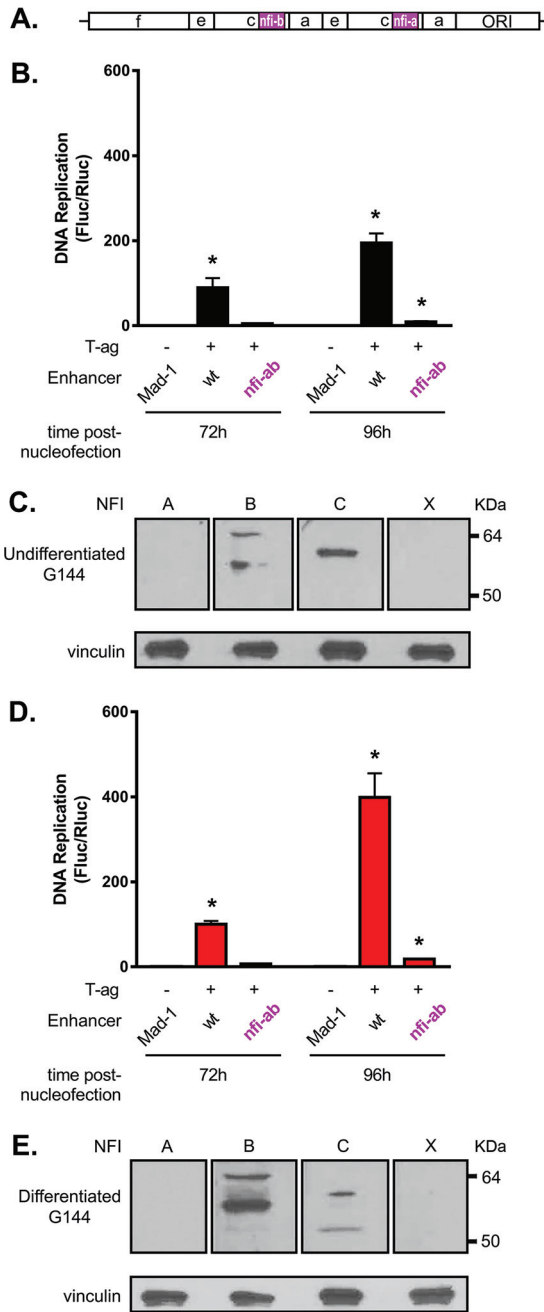 A.
f e c nfi-b a e c nfi-a a ORI
B.
DNA Replication
(Fluc/Rluc)
600
400
200
0
T-ag - + + - + +
Enhancer Mad-1 wt nfi-ab Mad-1 wt nfi-ab
time post-
nucleofection 72h 96h
* * *
C.
NFI A B C X KDa
Undifferentiated
G144
64
50
vinculin
D.
DNA Replication
(Fluc/Rluc)
600
400
200
0
* * *
T-ag - + + - + +
Enhancer Mad-1 wt nfi-ab Mad-1 wt nfi-ab
time post-
nucleofection 72h 96h
E.
NFI A B C X KDa
Differentiated
G144
64
50
vinculin